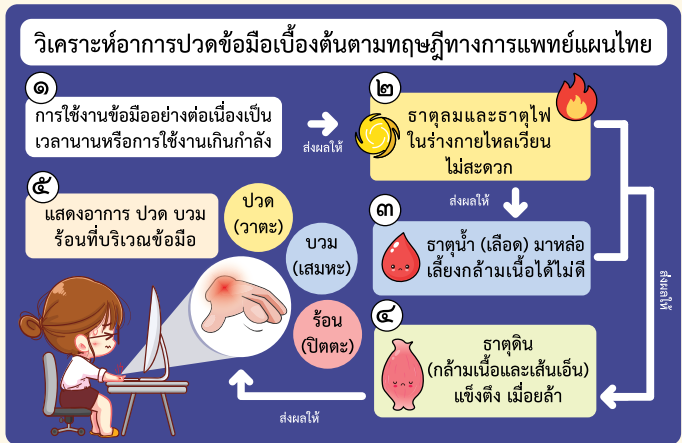 วิเคราะห์อาการปวดข้อมือเบื้องต้นตามทฤษฎีทางการแพทย์แผนไทย
๑
การใช้งานข้อมืออย่างต่อเนื่องเป็น
เวลานานหรือการใช้งานเกินกำลัง
ส่งผลให้
๒
ธาตุลมและธาตุไฟ
ในร่างกายไหลเวียน
ไม่สะดวก
ส่งผลให้
๓
ธาตุน้ำ (เลือด) มาหล่อ
เลี้ยงกล้ามเนื้อได้ไม่ดี
ส่งผลให้
๔
ธาตุดิน
(กล้ามเนื้อและเส้นเอ็น)
แข็งตึง เมื่อยล้า
ส่งผลให้
๕
แสดงอาการ ปวด บวม
ร้อนที่บริเวณข้อมือ
ปวด
(วาตะ)
บวม
(เสมหะ)
ร้อน
(ปิตตะ)